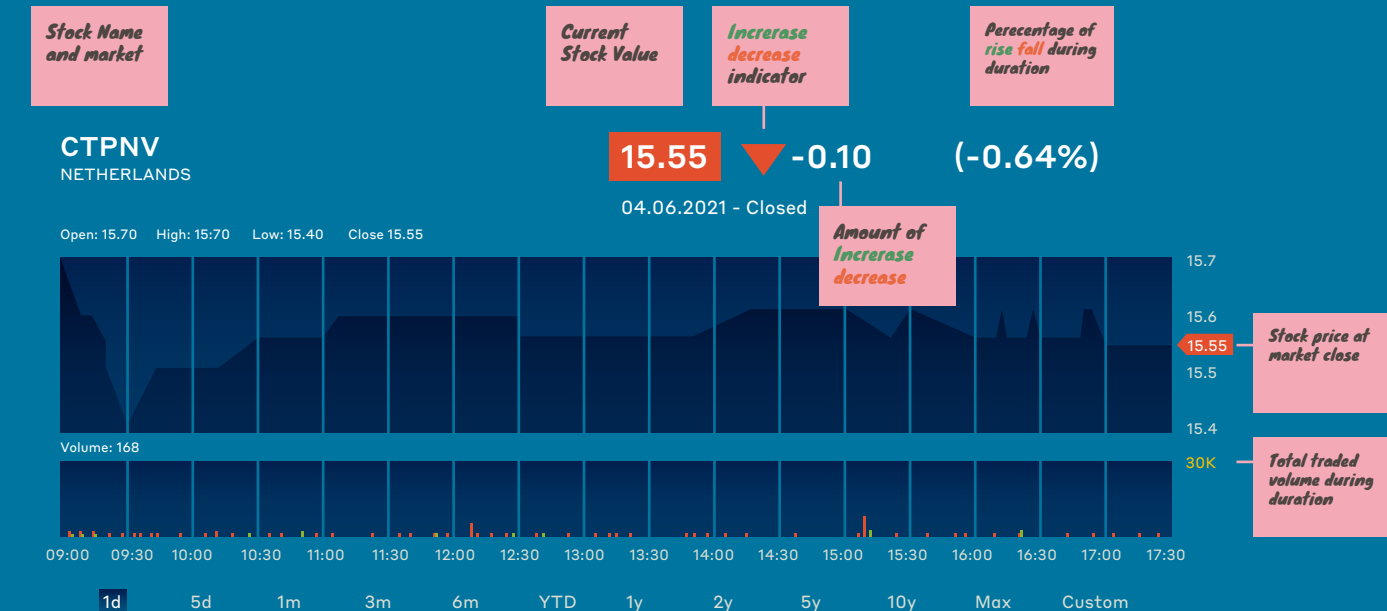 Stock Name
and market
Current
Stock Value
Increrase
decrease
indicator
Perecentage of
rise fall during
duration
CTPNV
NETHERLANDS
15.55
-0.10
(-0.64%)
04.06.2021 - Closed
Amount of
Increrase
decrease
Open: 15.70 High: 15:70 Low: 15.40 Close 15.55
15.7
15.6
15.55
15.5
15.4
Stock price at
market close
Volume: 168
30K
Total traded
volume during
duration
09:00 09:30 10:00 10:30 11:00 11:30 12:00 12:30 13:00 13:30 14:00 14:30 15:00 15:30 16:00 16:30 17:00 17:30
1d 5d 1m 3m 6m YTD 1y 2y 5y 10y Max Custom